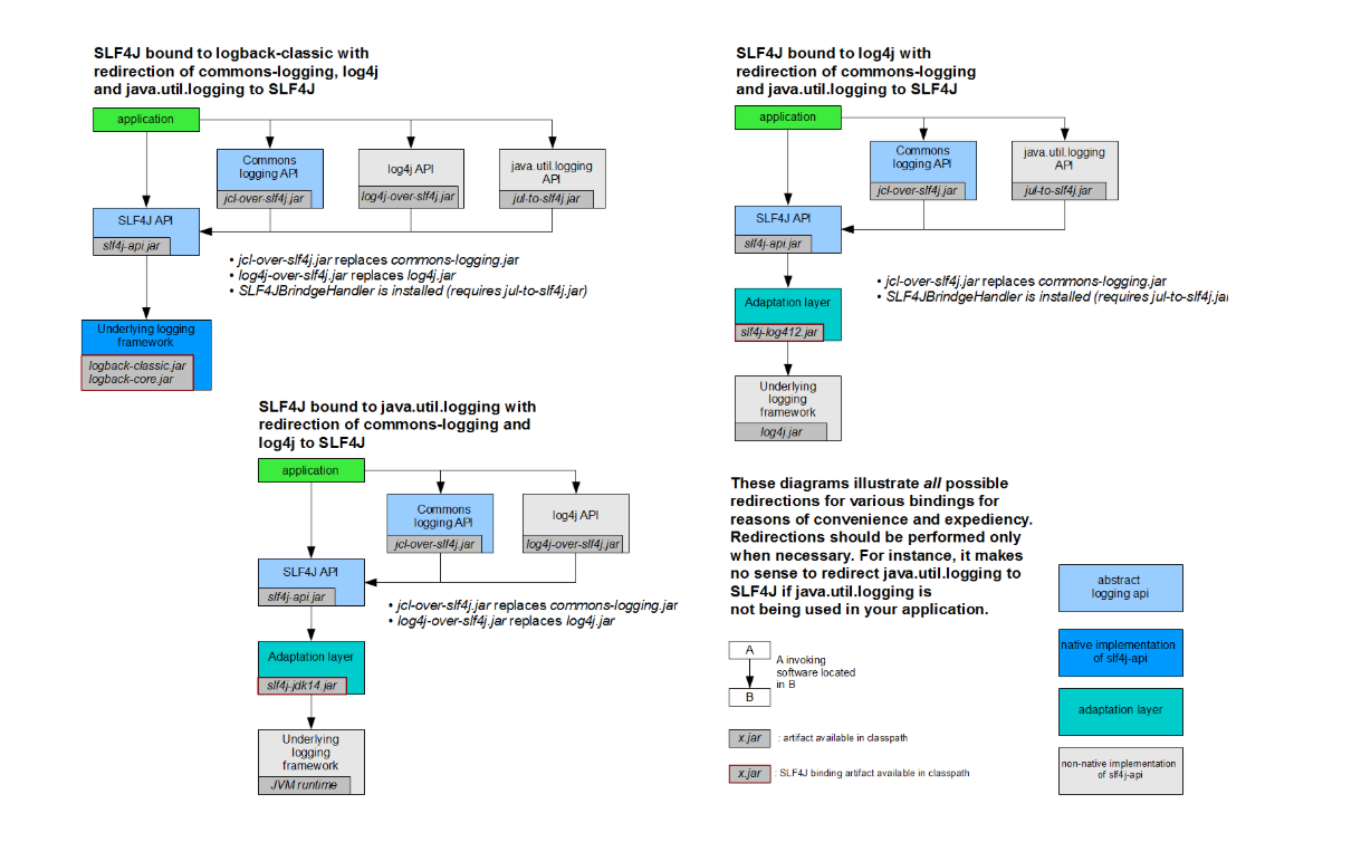 SLF4J bound to logback-classic with
redirection of commons-logging, log4j
and java.util.logging to SLF4J
application
Commons
logging API
jcl-over-slf4j.jar
log4j API
log4j-over-slf4j.jar
java.util.logging
API
jul-to-slf4j.jar
SLF4J API
slf4j-api.jar
• jcl-over-slf4j.jar replaces commons-logging.jar
• log4j-over-slf4j.jar replaces log4j.jar
• SLF4JBrindgeHandler is installed (requires jul-to-slf4j.jar)
Underlying logging
framework
logback-classic.jar
logback-core.jar
SLF4J bound to log4j with
redirection of commons-logging
and java.util.logging to SLF4J
application
Commons
logging API
jcl-over-slf4j.jar
java.util.logging
API
jul-to-slf4j.jar
SLF4J API
slf4j-api.jar
• jcl-over-slf4j.jar replaces commons-logging.jar
• SLF4JBrindgeHandler is installed (requires jul-to-slf4j.jar
Adaptation layer
slf4j-log412.jar
Underlying
logging
framework
log4j.jar
SLF4J bound to java.util.logging with
redirection of commons-logging and
log4j to SLF4J
application
Commons
logging API
jcl-over-slf4j.jar
log4j API
log4j-over-slf4j.jar
SLF4J API
slf4j-api.jar
• jcl-over-slf4j.jar replaces commons-logging.jar
• log4j-over-slf4j.jar replaces log4j.jar
Adaptation layer
slf4j-jdk14.jar
Underlying
logging
framework
JVM runtime
These diagrams illustrate all possible
redirections for various bindings for
reasons of convenience and expediency.
Redirections should be performed only
when necessary. For instance, it makes
no sense to redirect java.util.logging to
SLF4J if java.util.logging is
not being used in your application.
A
A invoking
software located
in B
B
x.jar : artifact available in classpath
x.jar : SLF4J binding artifact available in classpath
abstract
logging api
native implementation
of slf4j-api
adaptation layer
non-native implementation
of slf4j-api